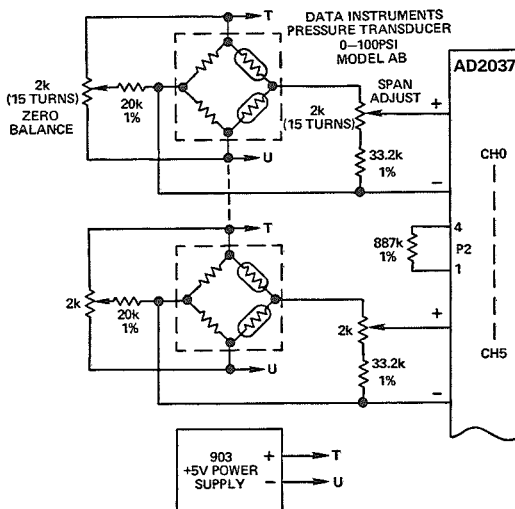 T
DATA INSTRUMENTS
PRESSURE TRANSDUCER
0–100PSI
MODEL AB
AD2037
2k
(15 TURNS)
ZERO
BALANCE
20k
1%
SPAN
ADJUST
2k
(15 TURNS)
+
CH0
33.2k
1%
U
–
T
4
887k
1%
P2
1
2k
20k
1%
2k
+
CH5
33.2k
1%
U
–
903
+5V POWER
SUPPLY
+
T
–
U